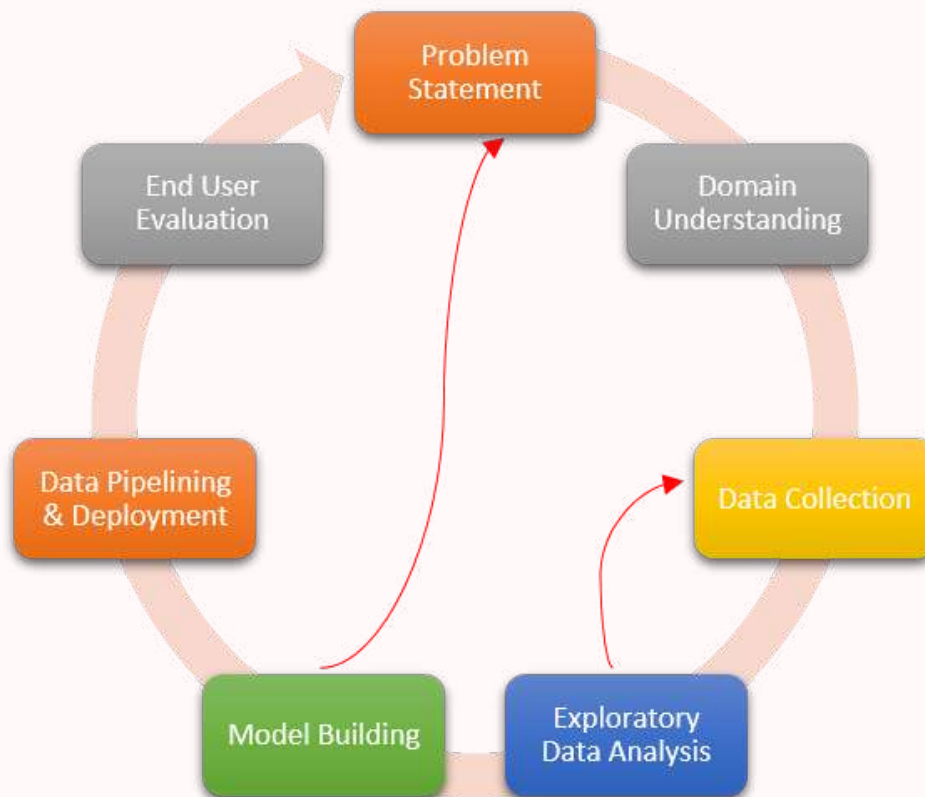 Problem
Statement
Domain
Understanding
Data Collection
Exploratory
Data Analysis
Model Building
Data Pipelining
& Deployment
End User
Evaluation